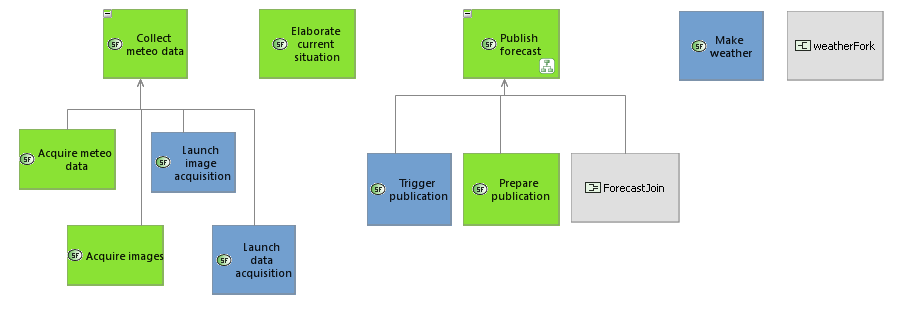 Collect
meteo data
SF
Elaborate
current
situation
SF
Publish
forecast
SF
Make
weather
SF
weatherFork
Acquire meteo
data
SF
Launch
image
acquisition
SF
Trigger
publication
SF
Prepare
publication
SF
ForecastJoin
Acquire images
SF
Launch
data
acquisition
SF